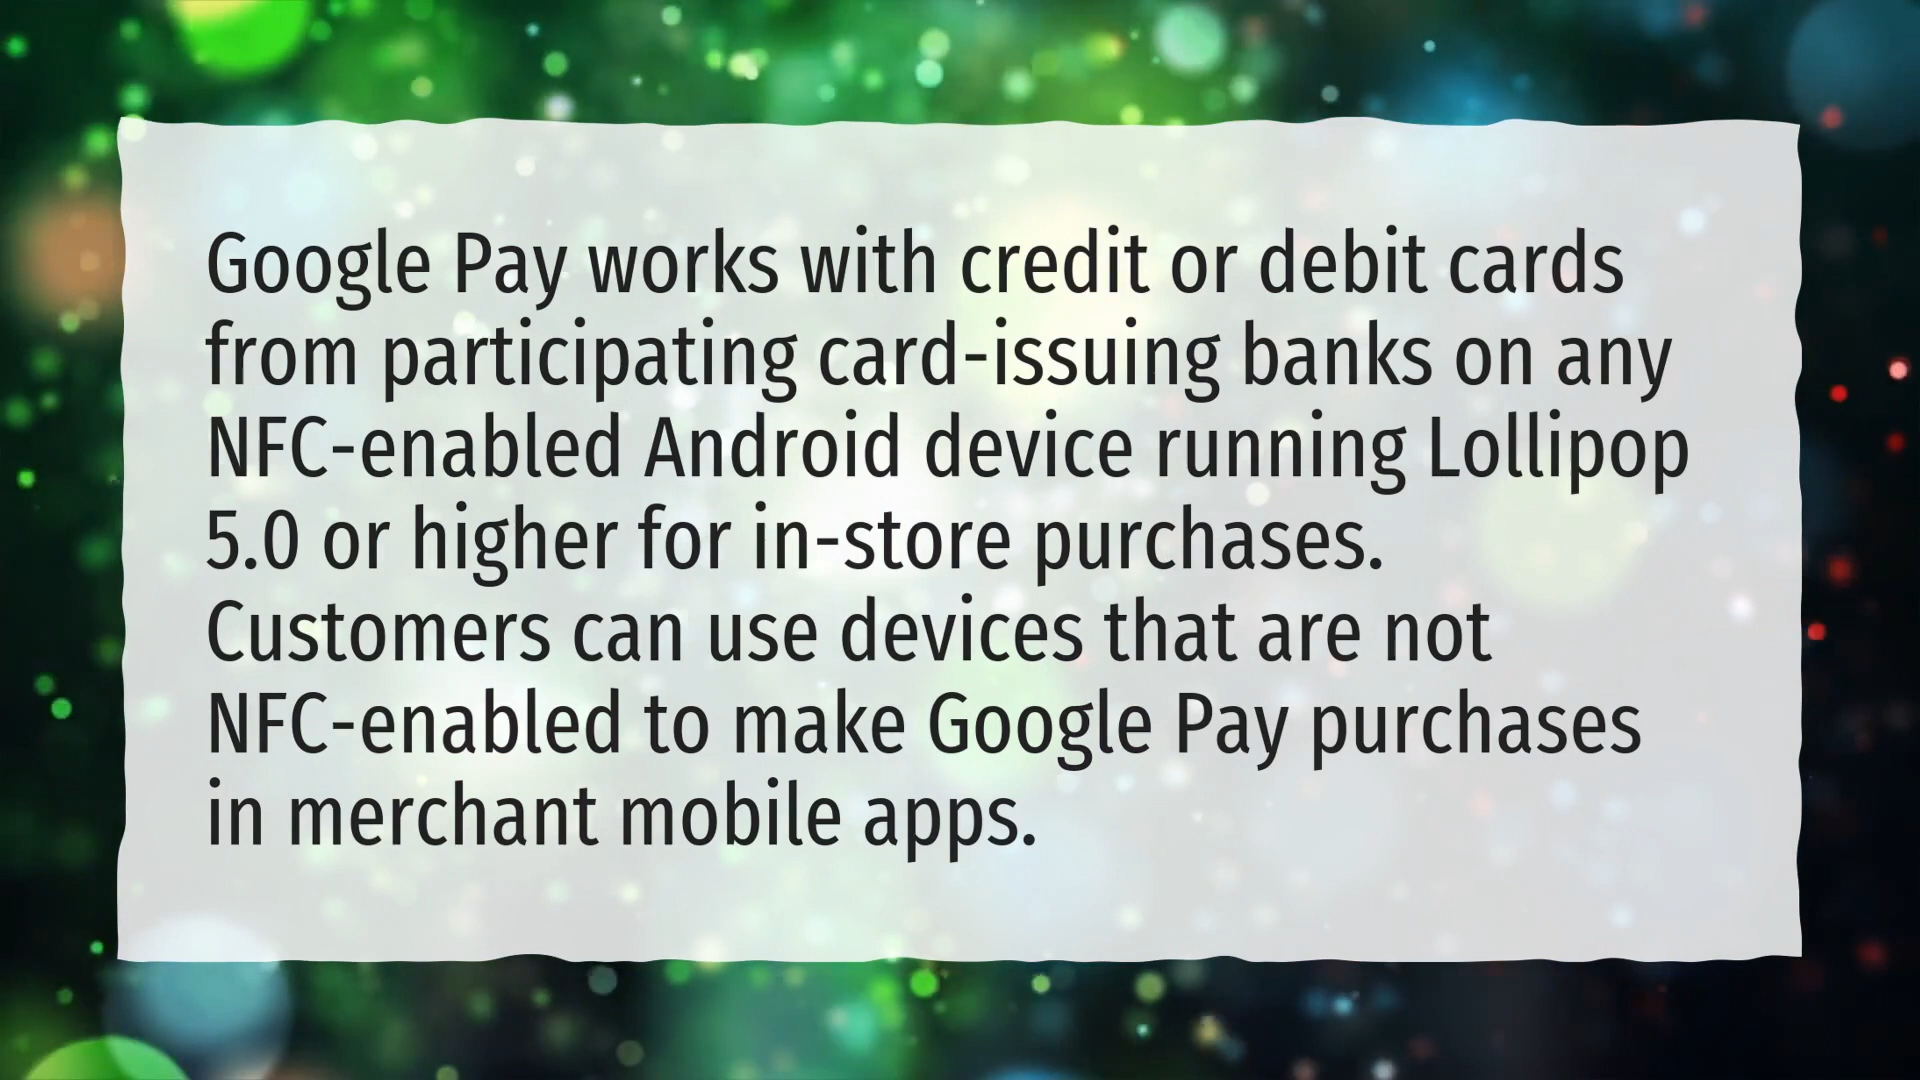 Google Pay works with credit or debit cards
from participating card-issuing banks on any
NFC-enabled Android device running Lollipop
5.0 or higher for in-store purchases.
Customers can use devices that are not
NFC-enabled to make Google Pay purchases
in merchant mobile apps.